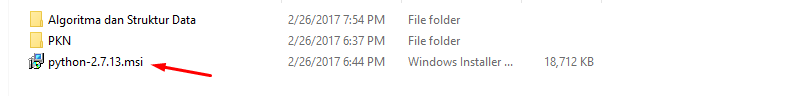 Algoritma dan Struktur Data 2/26/2017 7:54 PM File folder
PKN 2/26/2017 6:37 PM File folder
python-2.7.13.msi 2/26/2017 6:44 PM Windows Installer ... 18,712 KB